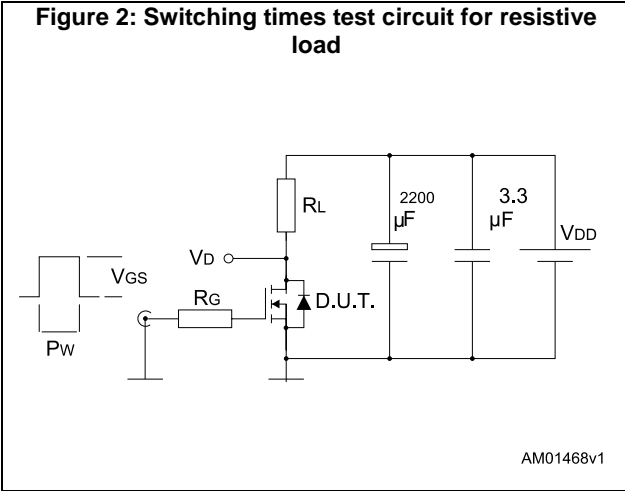 Figure 2: Switching times test circuit for resistive
load
RL
2200
μF
3.3
μF
VDD
VD
VGS
RG
D.U.T.
PW
AM01468v1